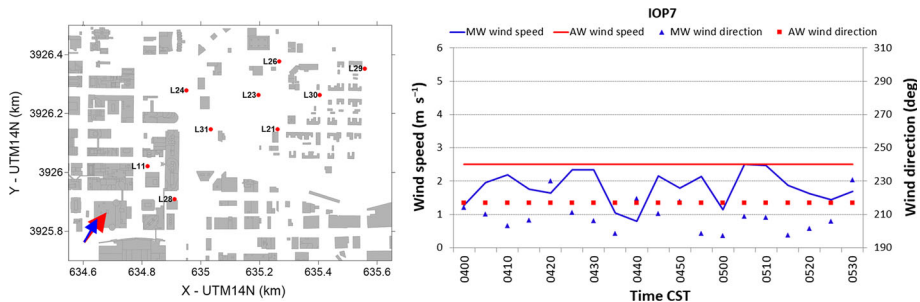 IOP7
MW wind speed AW wind speed MW wind direction AW wind direction
3926.4
3926.2
3926
3925.8
Y - UTM14N (km)
L26
L29
L24
L23
L30
L31
L21
L11
L28
634.6 634.8 635 635.2 635.4 635.6
X - UTM14N (km)
Wind speed (m s⁻¹)
6
5
4
3
2
1
0
310
290
270
250
230
210
190
Wind direction (deg)
0400 0410 0420 0430 0440 0450 0500 0510 0520 0530
Time CST